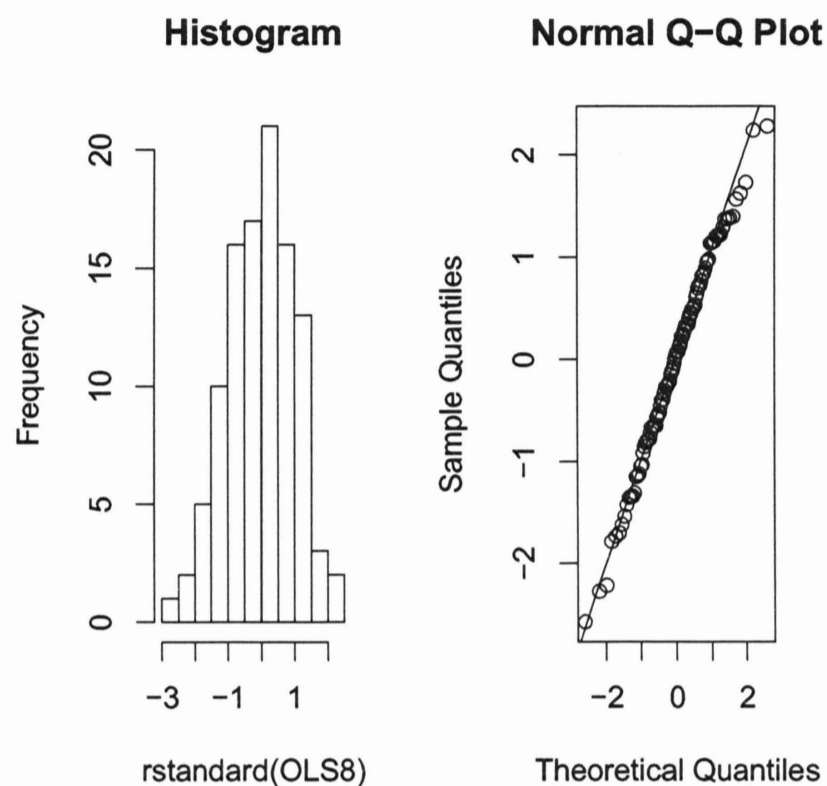 Histogram
Frequency
0
5
10
15
20
−3
−1
1
rstandard(OLS8)
Normal Q−Q Plot
Sample Quantiles
−2
−1
0
1
2
−2
0
2
Theoretical Quantiles